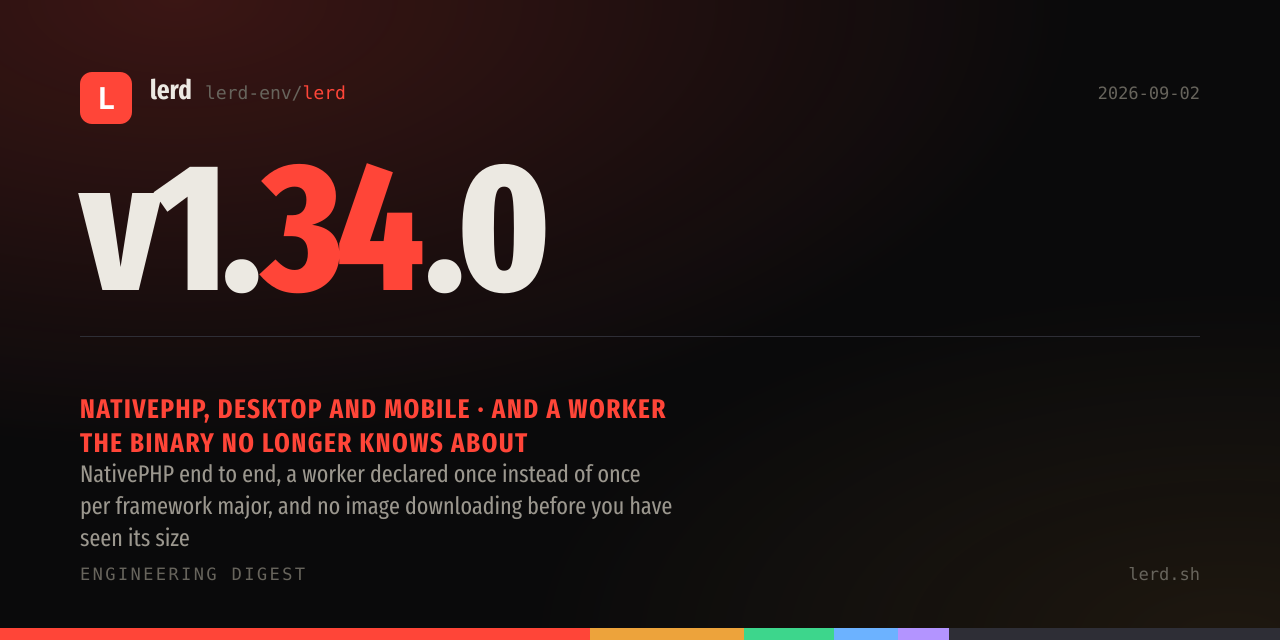 L lerd lerd-env/lerd 2026-09-02
v1.34.0
NATIVEPHP, DESKTOP AND MOBILE · AND A WORKER
THE BINARY NO LONGER KNOWS ABOUT
NativePHP end to end, a worker declared once instead of once
per framework major, and no image downloading before you have
seen its size
ENGINEERING DIGEST lerd.sh